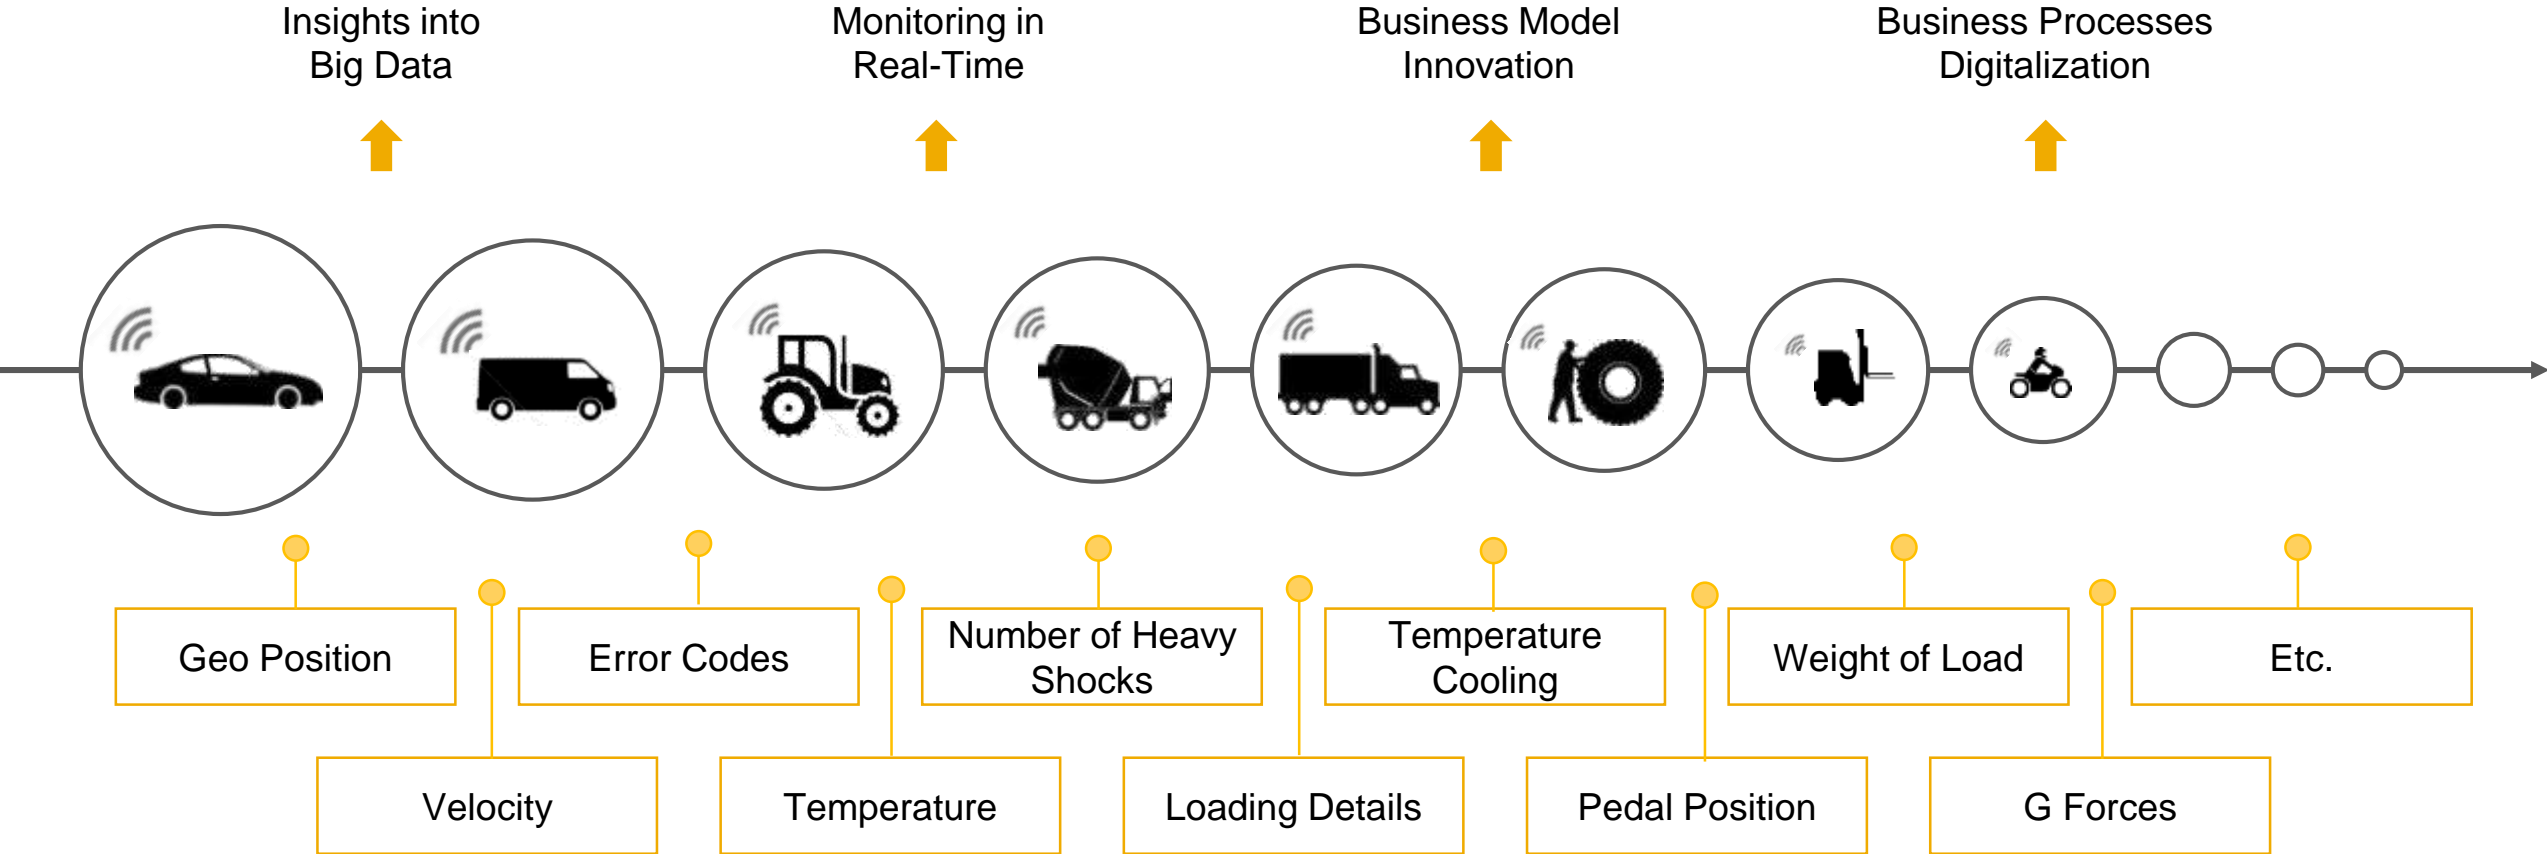 Insights into
Big Data
Monitoring in
Real-Time
Business Model
Innovation
Business Processes
Digitalization
Geo Position
Error Codes
Number of Heavy
Shocks
Temperature
Cooling
Weight of Load
Etc.
Velocity
Temperature
Loading Details
Pedal Position
G Forces